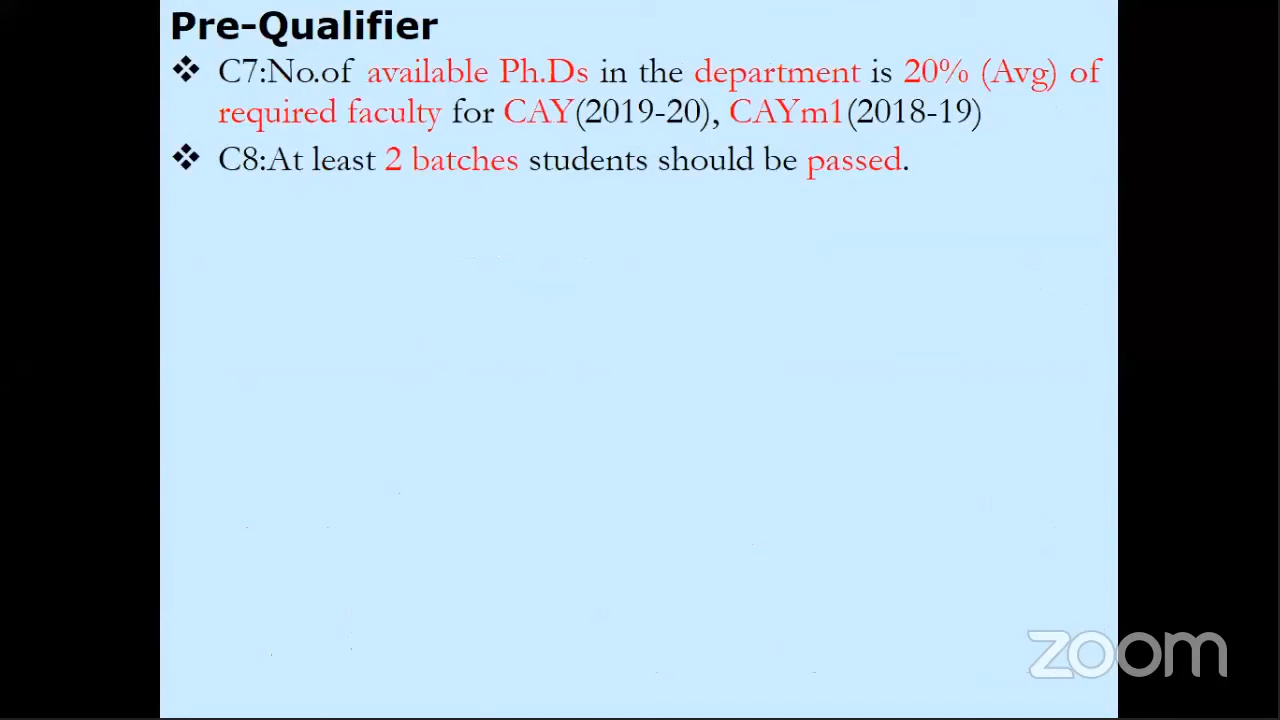 Pre-Qualifier
❖ C7:No.of available Ph.Ds in the department is 20% (Avg) of
required faculty for CAY(2019-20), CAYm1(2018-19)
❖ C8:At least 2 batches students should be passed.
zoom